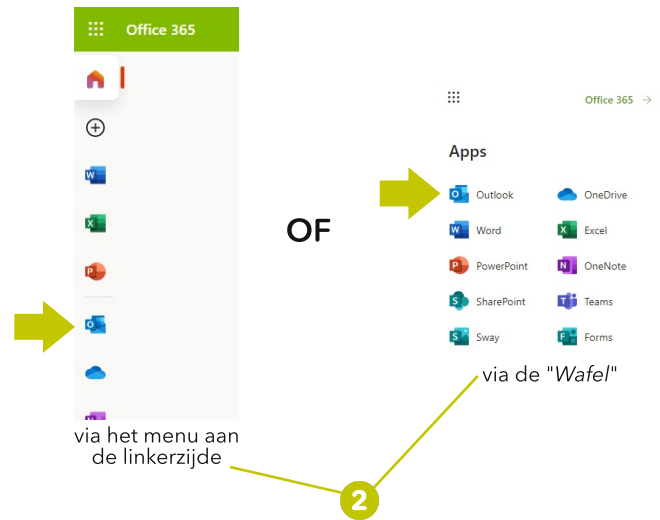 Office 365
OF
via het menu aan
de linkerzijde
Office 365 →
Apps
Outlook OneDrive
Word Excel
PowerPoint OneNote
SharePoint Teams
Sway Forms
via de "Wafel"
2